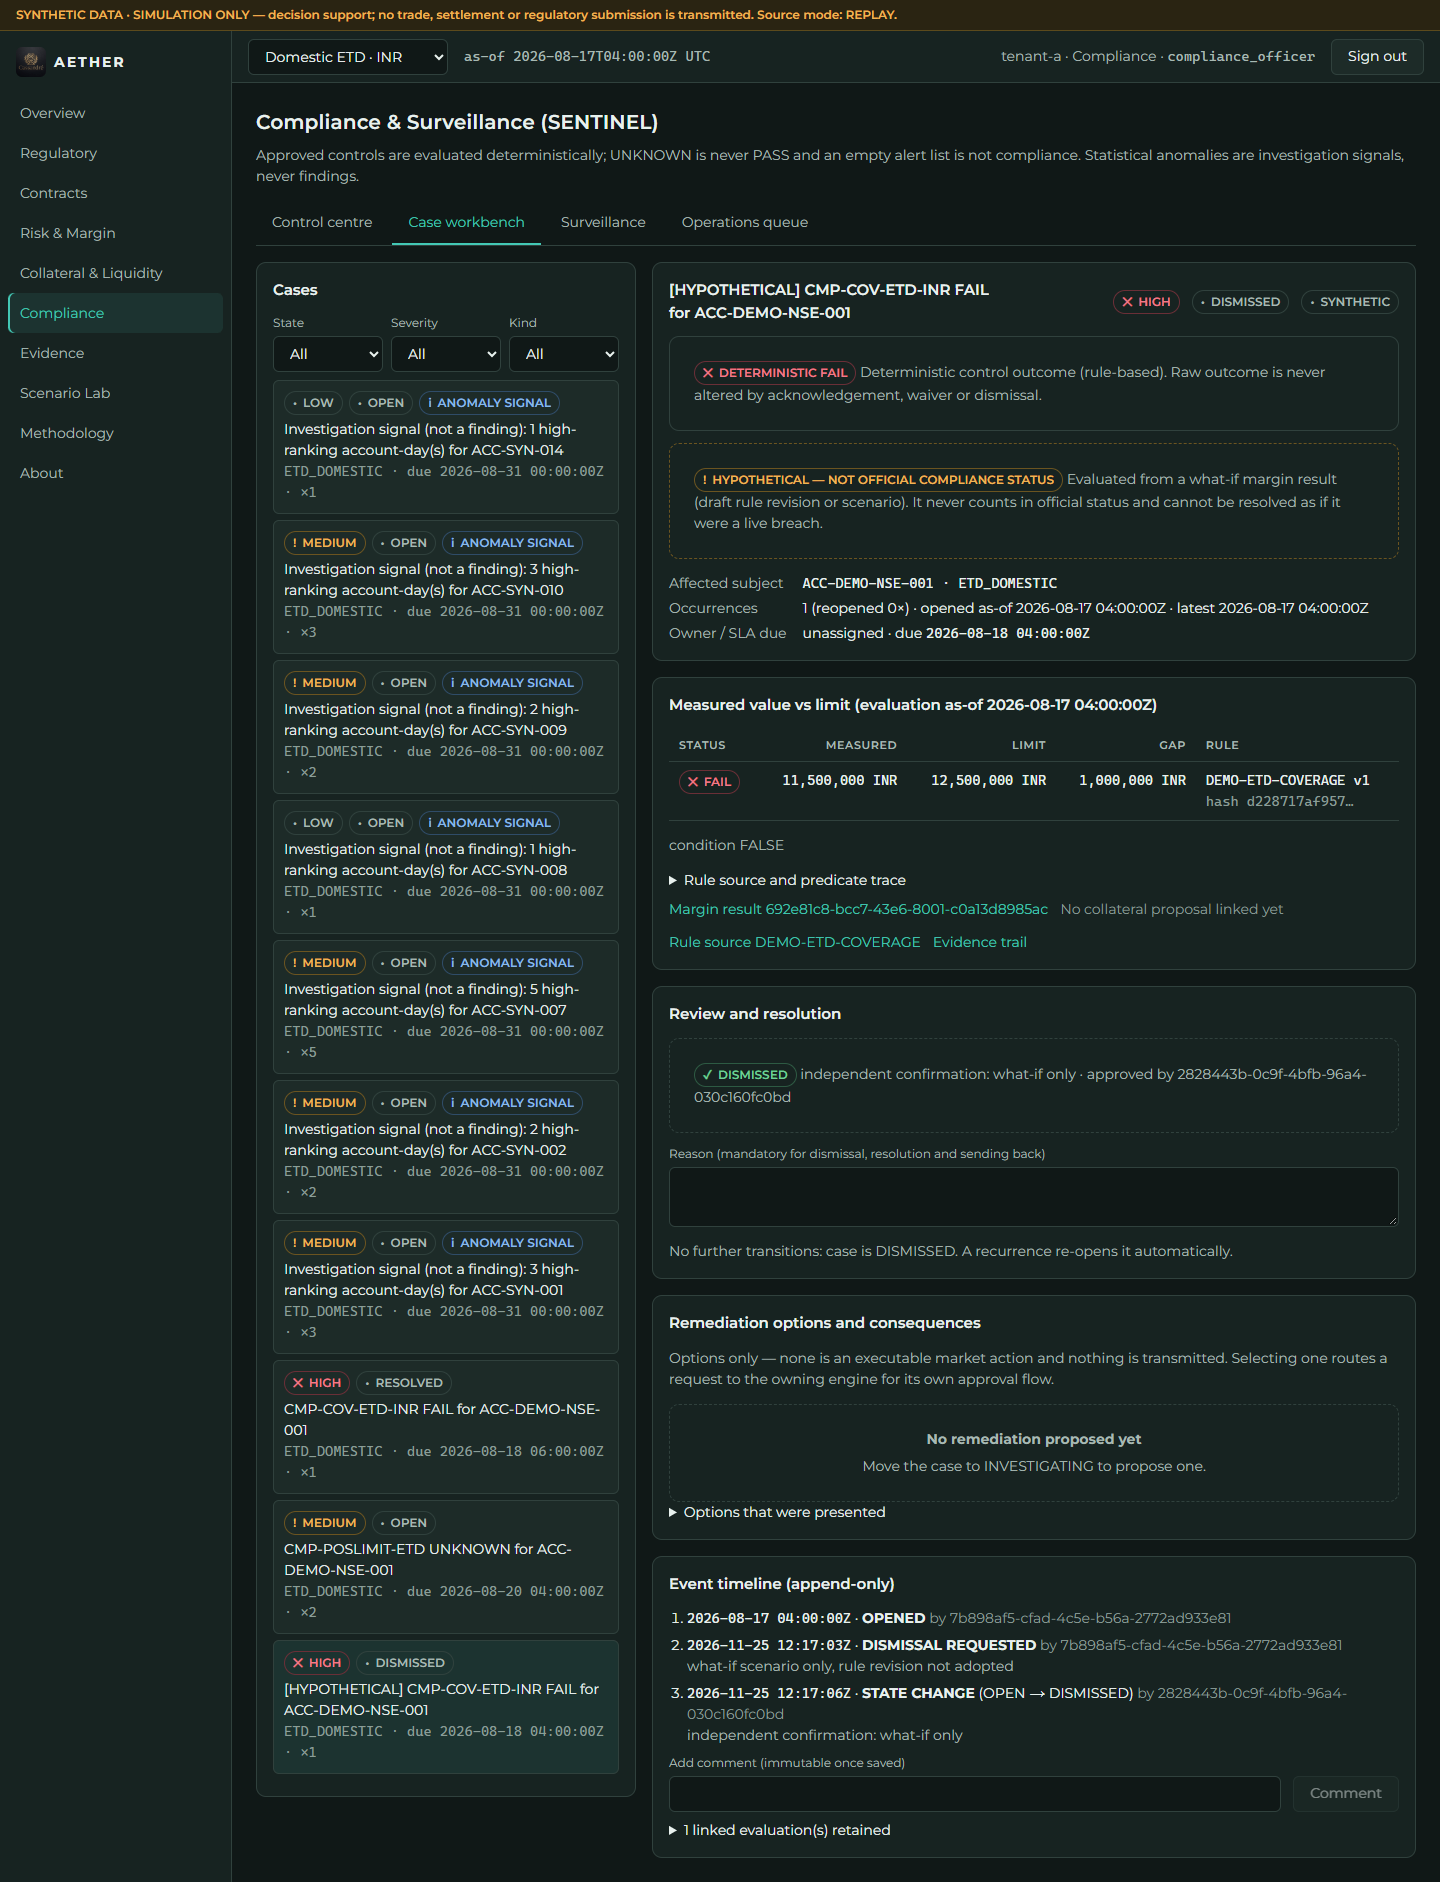 SYNTHETIC DATA · SIMULATION ONLY — decision support; no trade, settlement or regulatory submission is transmitted. Source mode: REPLAY.
AETHER
Domestic ETD · INR
as-of 2026-08-17T04:00:00Z UTC
tenant-a · Compliance · compliance_officer
Sign out
Overview
Regulatory
Contracts
Risk & Margin
Collateral & Liquidity
Compliance
Evidence
Scenario Lab
Methodology
About
Compliance & Surveillance (SENTINEL)
Approved controls are evaluated deterministically; UNKNOWN is never PASS and an empty alert list is not compliance. Statistical anomalies are investigation signals,
never findings.
Control centre
Case workbench
Surveillance
Operations queue
Cases
State
Severity
Kind
All
All
All
· LOW · OPEN i ANOMALY SIGNAL
Investigation signal (not a finding): 1 high-
ranking account-day(s) for ACC-SYN-014
ETD_DOMESTIC · due 2026-08-31 00:00:00Z
· ×1
! MEDIUM · OPEN i ANOMALY SIGNAL
Investigation signal (not a finding): 3 high-
ranking account-day(s) for ACC-SYN-010
ETD_DOMESTIC · due 2026-08-31 00:00:00Z
· ×3
! MEDIUM · OPEN i ANOMALY SIGNAL
Investigation signal (not a finding): 2 high-
ranking account-day(s) for ACC-SYN-009
ETD_DOMESTIC · due 2026-08-31 00:00:00Z
· ×2
· LOW · OPEN i ANOMALY SIGNAL
Investigation signal (not a finding): 1 high-
ranking account-day(s) for ACC-SYN-008
ETD_DOMESTIC · due 2026-08-31 00:00:00Z
· ×1
! MEDIUM · OPEN i ANOMALY SIGNAL
Investigation signal (not a finding): 5 high-
ranking account-day(s) for ACC-SYN-007
ETD_DOMESTIC · due 2026-08-31 00:00:00Z
· ×5
! MEDIUM · OPEN i ANOMALY SIGNAL
Investigation signal (not a finding): 2 high-
ranking account-day(s) for ACC-SYN-002
ETD_DOMESTIC · due 2026-08-31 00:00:00Z
· ×2
! MEDIUM · OPEN i ANOMALY SIGNAL
Investigation signal (not a finding): 3 high-
ranking account-day(s) for ACC-SYN-001
ETD_DOMESTIC · due 2026-08-31 00:00:00Z
· ×3
✕ HIGH · RESOLVED
CMP-COV-ETD-INR FAIL for ACC-DEMO-NSE-
001
ETD_DOMESTIC · due 2026-08-18 06:00:00Z
· ×1
! MEDIUM · OPEN
CMP-POSLIMIT-ETD UNKNOWN for ACC-
DEMO-NSE-001
ETD_DOMESTIC · due 2026-08-20 04:00:00Z
· ×2
✕ HIGH · DISMISSED
[HYPOTHETICAL] CMP-COV-ETD-INR FAIL for
ACC-DEMO-NSE-001
ETD_DOMESTIC · due 2026-08-18 04:00:00Z
· ×1
[HYPOTHETICAL] CMP-COV-ETD-INR FAIL
for ACC-DEMO-NSE-001
✕ HIGH · DISMISSED · SYNTHETIC
✕ DETERMINISTIC FAIL Deterministic control outcome (rule-based). Raw outcome is never
altered by acknowledgement, waiver or dismissal.
! HYPOTHETICAL — NOT OFFICIAL COMPLIANCE STATUS Evaluated from a what-if margin result
(draft rule revision or scenario). It never counts in official status and cannot be resolved as if it
were a live breach.
Affected subject ACC-DEMO-NSE-001 · ETD_DOMESTIC
Occurrences 1 (reopened 0×) · opened as-of 2026-08-17 04:00:00Z · latest 2026-08-17 04:00:00Z
Owner / SLA due unassigned · due 2026-08-18 04:00:00Z
Measured value vs limit (evaluation as-of 2026-08-17 04:00:00Z)
STATUS MEASURED LIMIT GAP RULE
✕ FAIL 11,500,000 INR 12,500,000 INR 1,000,000 INR DEMO-ETD-COVERAGE v1
hash d228717af957…
condition FALSE
▶ Rule source and predicate trace
Margin result 692e81c8-bcc7-43e6-8001-c0a13d8985ac No collateral proposal linked yet
Rule source DEMO-ETD-COVERAGE Evidence trail
Review and resolution
✓ DISMISSED independent confirmation: what-if only · approved by 2828443b-0c9f-4bfb-96a4-
030c160fc0bd
Reason (mandatory for dismissal, resolution and sending back)
No further transitions: case is DISMISSED. A recurrence re-opens it automatically.
Remediation options and consequences
Options only — none is an executable market action and nothing is transmitted. Selecting one routes a
request to the owning engine for its own approval flow.
No remediation proposed yet
Move the case to INVESTIGATING to propose one.
▶ Options that were presented
Event timeline (append-only)
1. 2026-08-17 04:00:00Z · OPENED by 7b898af5-cfad-4c5e-b56a-2772ad933e81
2. 2026-11-25 12:17:03Z · DISMISSAL REQUESTED by 7b898af5-cfad-4c5e-b56a-2772ad933e81
what-if scenario only, rule revision not adopted
3. 2026-11-25 12:17:06Z · STATE CHANGE (OPEN → DISMISSED) by 2828443b-0c9f-4bfb-96a4-
030c160fc0bd
independent confirmation: what-if only
Add comment (immutable once saved)
Comment
▶ 1 linked evaluation(s) retained